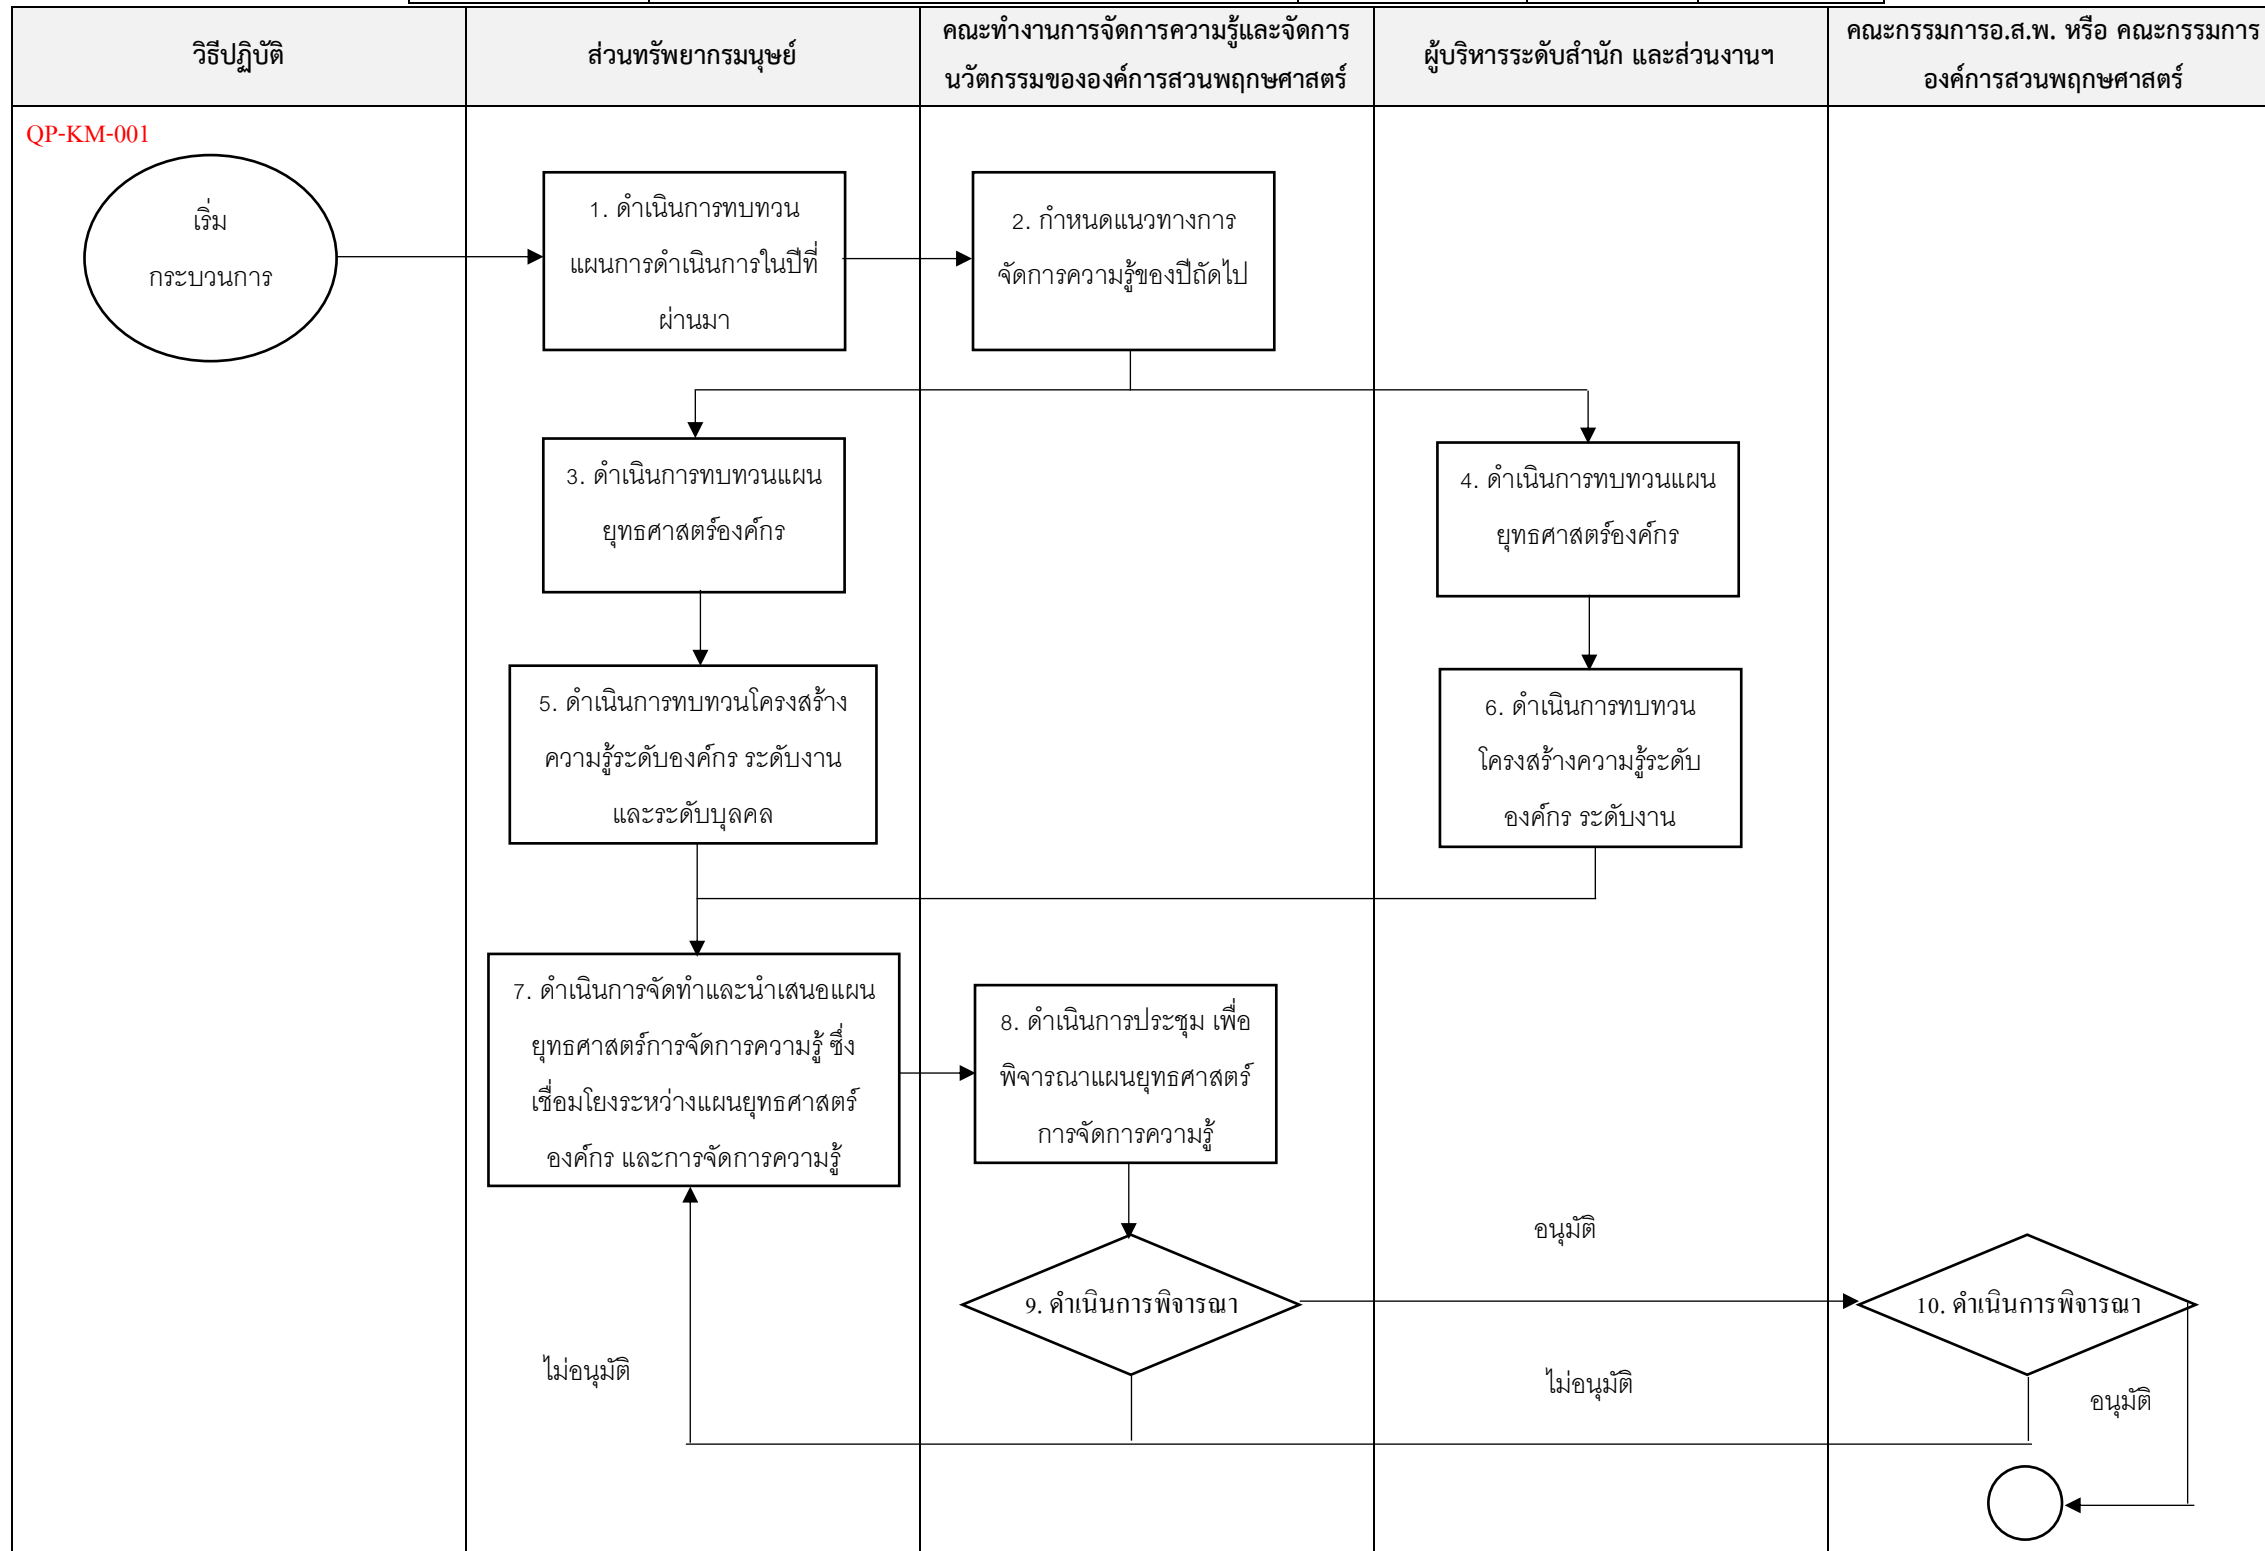 วิธีปฏิบัติ
ส่วนทรัพยากรมนุษย์
คณะทำงานการจัดการความรู้และจัดการ
นวัตกรรมขององค์การสวนพฤกษศาสตร์
ผู้บริหารระดับสำนัก และส่วนงานฯ
คณะกรรมการอ.ส.พ. หรือ คณะกรรมการ
องค์การสวนพฤกษศาสตร์
QP-KM-001
เริ่ม
กระบวนการ
1. ดำเนินการทบทวน
แผนการดำเนินการในปีที่
ผ่านมา
2. กำหนดแนวทางการ
จัดการความรู้ของปีถัดไป
3. ดำเนินการทบทวนแผน
ยุทธศาสตร์องค์กร
4. ดำเนินการทบทวนแผน
ยุทธศาสตร์องค์กร
5. ดำเนินการทบทวนโครงสร้าง
ความรู้ระดับองค์กร ระดับงาน
และระดับบุลคล
6. ดำเนินการทบทวน
โครงสร้างความรู้ระดับ
องค์กร ระดับงาน
7. ดำเนินการจัดทำและนำเสนอแผน
ยุทธศาสตร์การจัดการความรู้ ซึ่ง
เชื่อมโยงระหว่างแผนยุทธศาสตร์
องค์กร และการจัดการความรู้
8. ดำเนินการประชุม เพื่อ
พิจารณาแผนยุทธศาสตร์
การจัดการความรู้
อนุมัติ
9. ดำเนินการพิจารณา
10. ดำเนินการพิจารณา
ไม่อนุมัติ
ไม่อนุมัติ
อนุมัติ